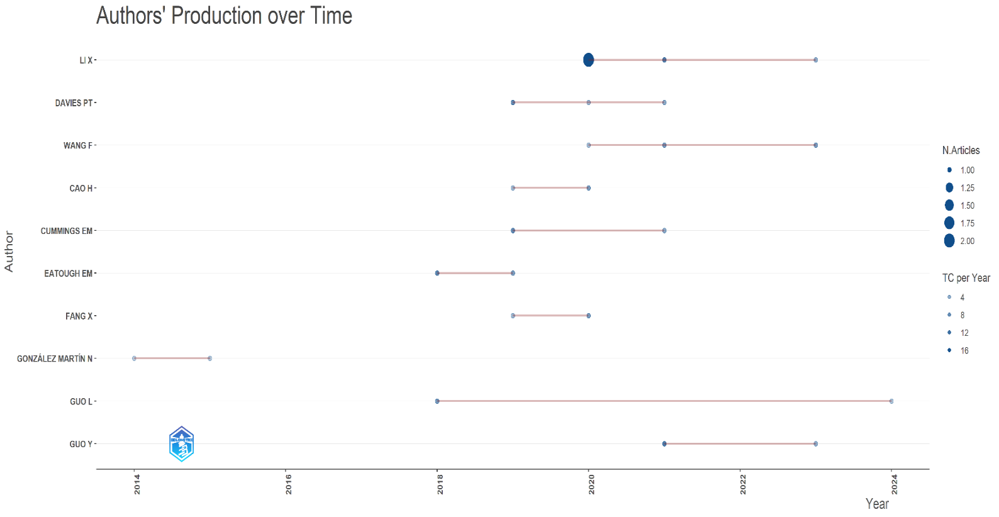 Authors' Production over Time
LI X
DAVIES PT
WANG F
CAO H
CUMMINGS EM
EATOUGH EM
FANG X
GONZÁLEZ MARTÍN N
GUO L
GUO Y
Author
BIBLIOMETRIX
2014
2016
2018
2020
2022
2024
Year
N.Articles
1.00
1.25
1.50
1.75
2.00
TC per Year
4
8
12
16